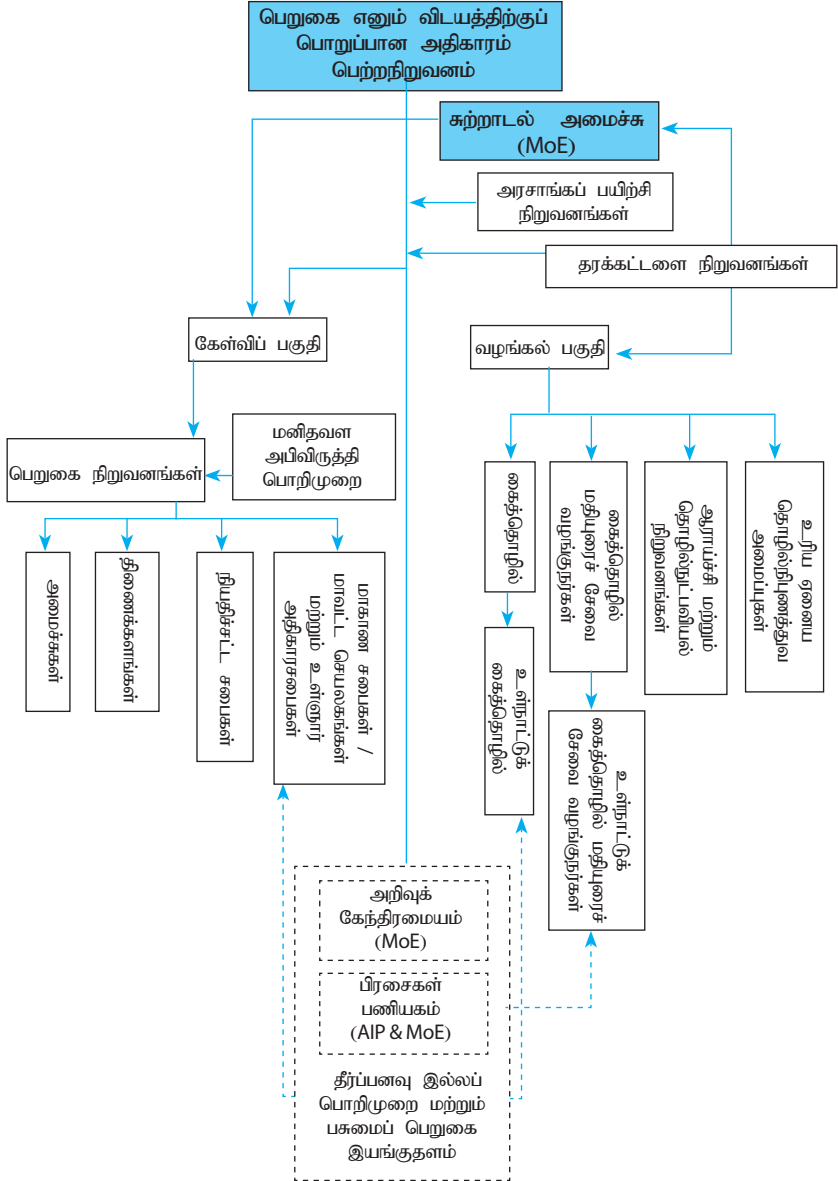 பெறுகை எனும் விடயத்திற்குப்
பொறுப்பான அதிகாரம்
பெற்றநிறுவனம்
சுற்றாடல் அமைச்சு
(MoE)
அரசாங்கப் பயிற்சி
நிறுவனங்கள்
தரக்கட்டளை நிறுவனங்கள்
கேள்விப் பகுதி
வழங்கல் பகுதி
பெறுகை நிறுவனங்கள்
மனிதவள
அபிவிருத்தி
பொறிமுறை
அமைச்சுகள்
திணைக்களங்கள்
நியதிச்சட்ட சபைகள்
மாகாண சபைகள் /
மாவட்ட செயலகங்கள்
மற்றும் உள்ளூர்
அதிகாரசபைகள்
கைத்தொழில்
கைத்தொழில்
மதியுரைச் சேவை
வழங்குநர்கள்
ஆராய்ச்சி மற்றும்
தொழில்நுட்பவியல்
நிறுவனங்கள்
உரிய ஏனைய
தொழில்நிபுணத்துவ
அமைப்புகள்
உள்நாட்டுக்
கைத்தொழில்
உள்நாட்டுக்
கைத்தொழில் மதியுரைச்
சேவை வழங்குநர்கள்
அறிவுக்
கேந்திரமையம்
(MoE)
பிரசைகள்
பணியகம்
(AIP & MoE)
தீர்ப்பனவு இல்லப்
பொறிமுறை மற்றும்
பசுமைப் பெறுகை
இயங்குதளம்